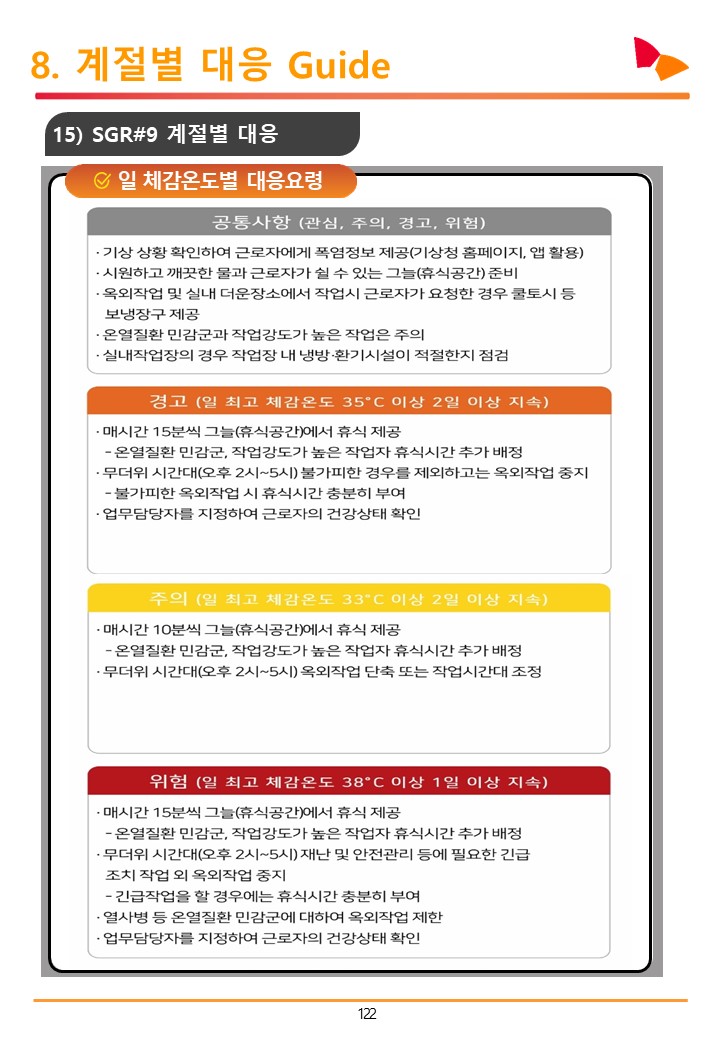 8. 계절별 대응 Guide
15) SGR#9 계절별 대응
일 체감온도별 대응요령
공통사항 (관심, 주의, 경고, 위험)
· 기상 상황 확인하여 근로자에게 폭염정보 제공(기상청 홈페이지, 앱 활용)
· 시원하고 깨끗한 물과 근로자가 쉴 수 있는 그늘(휴식공간) 준비
· 옥외작업 및 실내 더운장소에서 작업시 근로자가 요청한 경우 쿨토시 등
보냉장구 제공
· 온열질환 민감군과 작업강도가 높은 작업은 주의
· 실내작업장의 경우 작업장 내 냉방·환기시설이 적절한지 점검
경고 (일 최고 체감온도 35°C 이상 2일 이상 지속)
· 매시간 15분씩 그늘(휴식공간)에서 휴식 제공
- 온열질환 민감군, 작업강도가 높은 작업자 휴식시간 추가 배정
· 무더위 시간대(오후 2시~5시) 불가피한 경우를 제외하고는 옥외작업 중지
- 불가피한 옥외작업 시 휴식시간 충분히 부여
· 업무담당자를 지정하여 근로자의 건강상태 확인
주의 (일 최고 체감온도 33°C 이상 2일 이상 지속)
· 매시간 10분씩 그늘(휴식공간)에서 휴식 제공
- 온열질환 민감군, 작업강도가 높은 작업자 휴식시간 추가 배정
· 무더위 시간대(오후 2시~5시) 옥외작업 단축 또는 작업시간대 조정
위험 (일 최고 체감온도 38°C 이상 1일 이상 지속)
· 매시간 15분씩 그늘(휴식공간)에서 휴식 제공
- 온열질환 민감군, 작업강도가 높은 작업자 휴식시간 추가 배정
· 무더위 시간대(오후 2시~5시) 재난 및 안전관리 등에 필요한 긴급
조치 작업 외 옥외작업 중지
- 긴급작업을 할 경우에는 휴식시간 충분히 부여
· 열사병 등 온열질환 민감군에 대하여 옥외작업 제한
· 업무담당자를 지정하여 근로자의 건강상태 확인
122